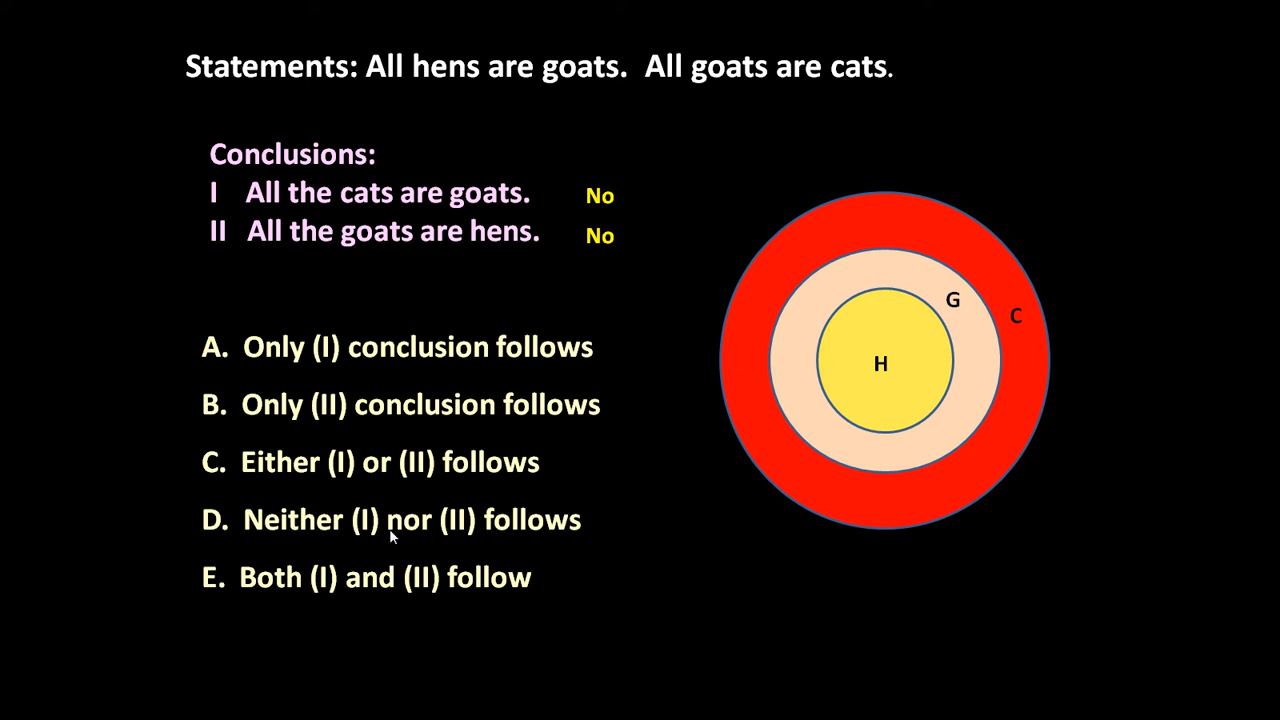 Statements: All hens are goats.  All goats are cats.
Conclusions:
I    All the cats are goats.    No
II   All the goats are hens.    No
G
C
H
A.  Only (I) conclusion follows
B.  Only (II) conclusion follows
C.  Either (I) or (II) follows
D.  Neither (I) nor (II) follows
E.  Both (I) and (II) follow